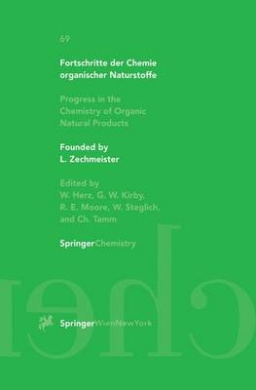 69
Fortschritte der Chemie
organischer Naturstoffe
Progress in the
Chemistry of Organic
Natural Products
Founded by
L. Zechmeister
Edited by
W. Herz, G. W. Kirby,
R. E. Moore, W. Steglich,
and Ch. Tamm
SpringerChemistry
SpringerWienNewYork